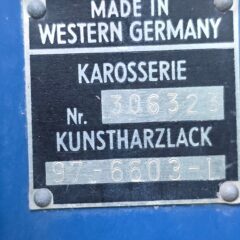 MADE IN
WESTERN GERMANY
KAROSSERIE
Nr. 306323
KUNSTHARZLACK
97-6603-L